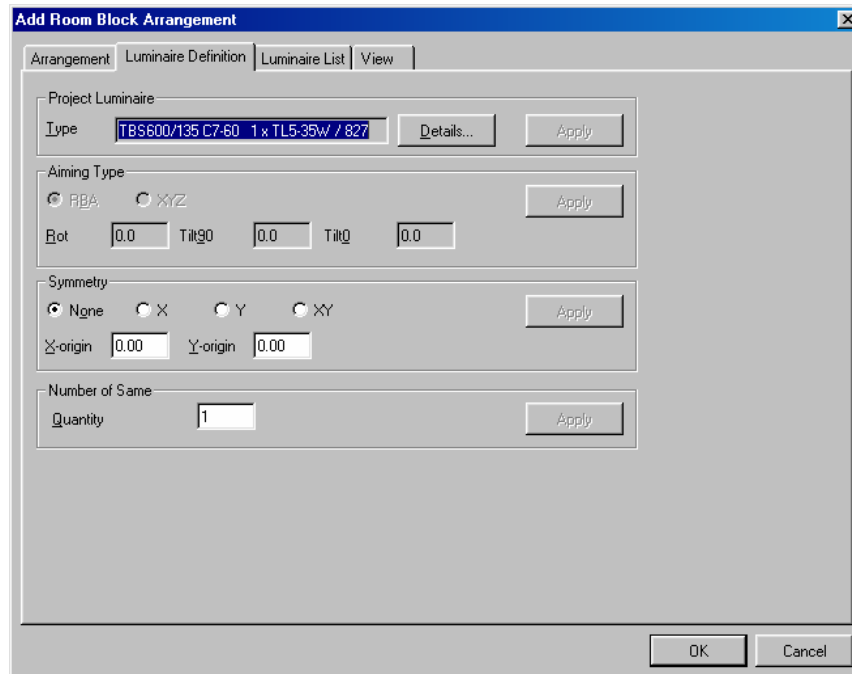 Add Room Block Arrangement
Arrangement Luminaire Definition Luminaire List View
Project Luminaire
Type TBS600/135 C7-60 1 x TL5-35W / 827 Details... Apply
Aiming Type
RBA XYZ Apply
Rot 0.0 Tilt90 0.0 Tilt0 0.0
Symmetry
None X Y XY Apply
X-origin 0.00 Y-origin 0.00
Number of Same
Quantity 1 Apply
OK Cancel